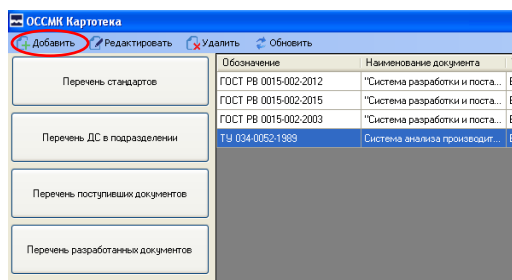 ОССМК Картотека
Добавить Редактировать Удалить Обновить
Обозначение Наименование документа
Перечень стандартов
Перечень ДС в подразделении
Перечень поступивших документов
Перечень разработанных документов
ГОСТ РВ 0015-002-2012 "Система разработки и поста...
ГОСТ РВ 0015-002-2015 "Система разработки и поста...
ГОСТ РВ 0015-002-2003 "Система разработки и поста...
ТУ 034-0052-1989 Система анализа производит...